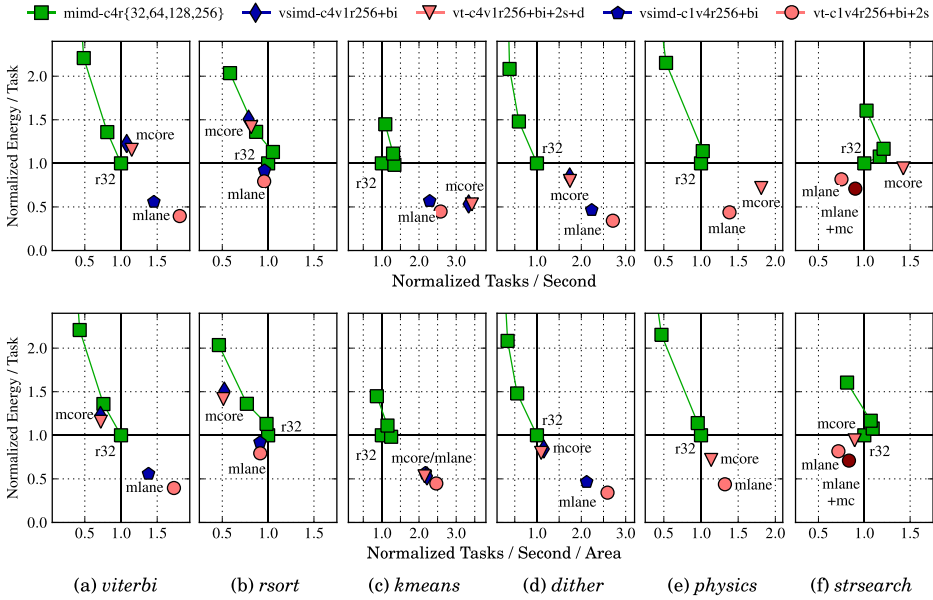 mimd-c4r{32,64,128,256} vsimd-c4v1r256+bi vt-c4v1r256+bi+2s+d vsimd-c1v4r256+bi vt-c1v4r256+bi+2s
Normalized Energy / Task
2.0
1.5
1.0
0.5
0.0
mcore
r32
mlane
0.5 1.0 1.5
mcore
r32
mlane
0.5 1.0 1.5
r32
mcore
mlane
1.0 2.0 3.0
r32
mcore
mlane
1.0 2.0 3.0
r32
mcore
mlane
0.5 1.0 1.5 2.0
r32
mcore
mlane
mlane
+mc
0.5 1.0 1.5
Normalized Tasks / Second
Normalized Energy / Task
2.0
1.5
1.0
0.5
0.0
mcore
r32
mlane
0.5 1.0 1.5
mcore
r32
mlane
0.5 1.0 1.5
r32
mcore/mlane
1.0 2.0 3.0
r32
mcore
mlane
1.0 2.0 3.0
r32
mcore
mlane
0.5 1.0 1.5 2.0
mcore
r32
mlane
mlane
+mc
0.5 1.0 1.5
Normalized Tasks / Second / Area
(a) viterbi (b) rsort (c) kmeans (d) dither (e) physics (f) strsearch